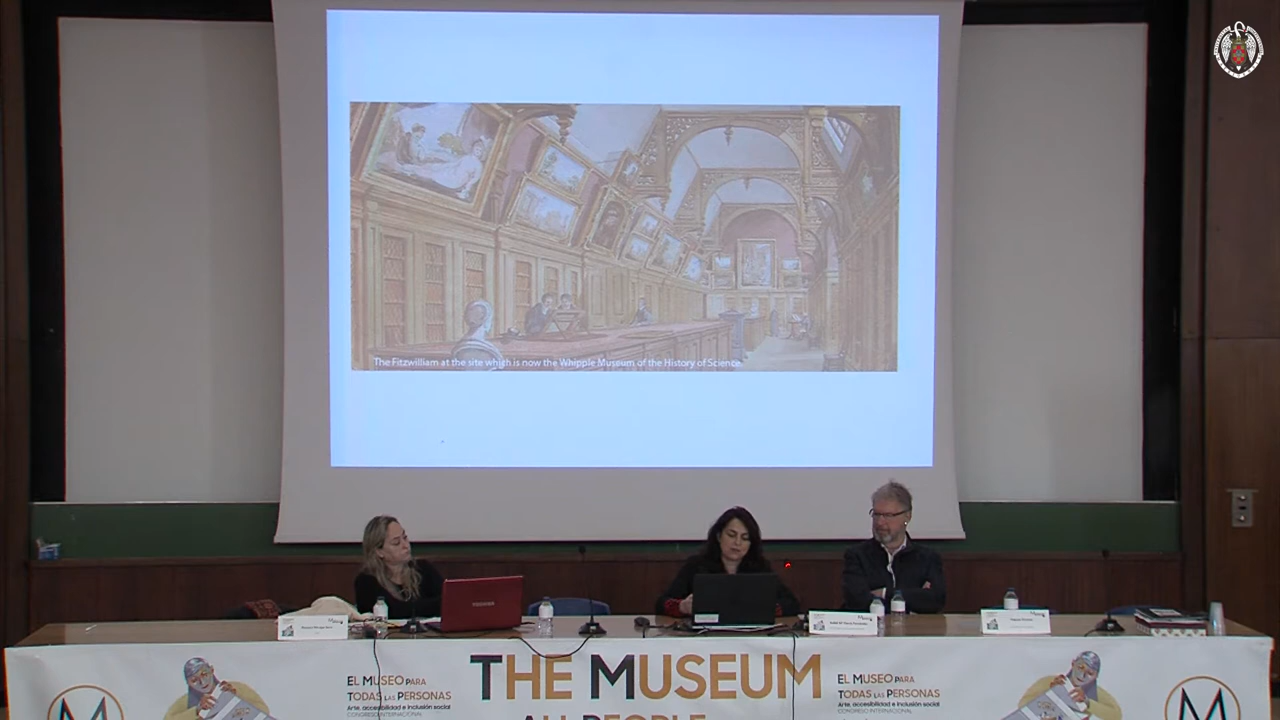 The Fitzwilliam at the site which is now the Whipple Museum of the History of Science
TOSHIBA
EL MUSEO PARA
TODAS LAS PERSONAS
Arte, accesibilidad e inclusión social
CONGRESO INTERNACIONAL
THE MUSEUM
ALL PEOPLE
EL MUSEO PARA
TODAS LAS PERSONAS
Arte, accesibilidad e inclusión social
CONGRESO INTERNACIONAL
M
M